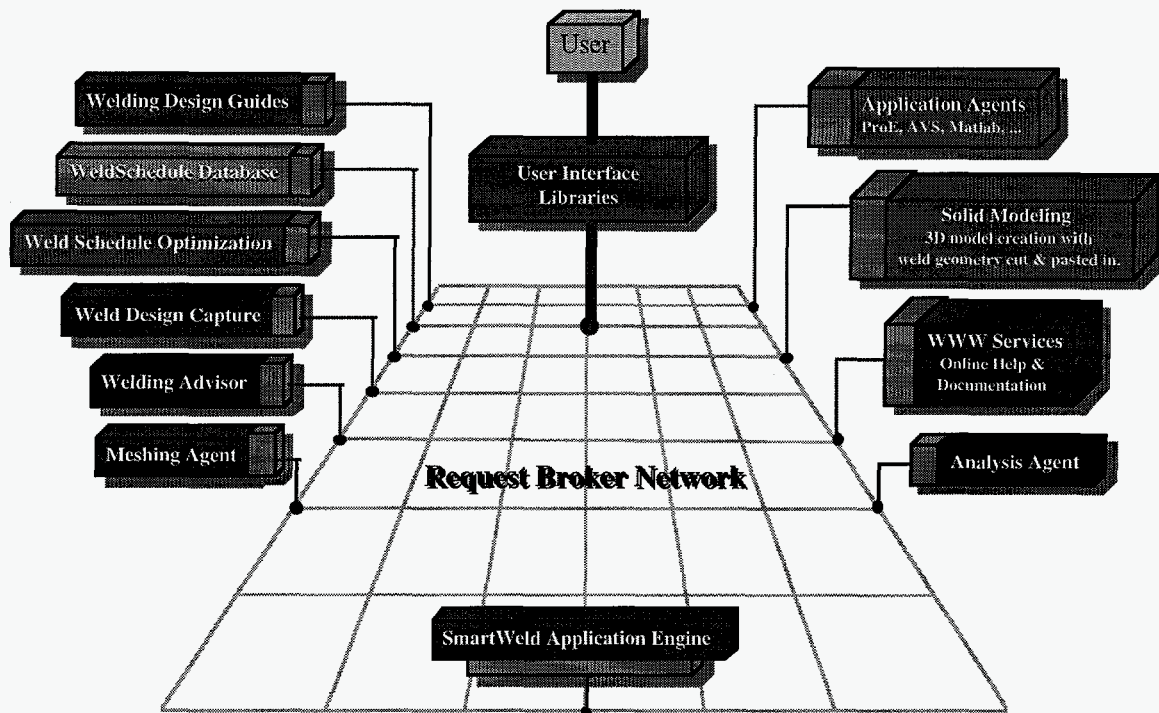 User
Welding Design Guides
WeldSchedule Database
Weld Schedule Optimization
Weld Design Capture
Welding Advisor
Meshing Agent
User Interface
Libraries
Application Agents
ProE, AVS, Matlab, ...
Solid Modeling
3D model creation with
weld geometry cut & pasted in.
WWW Services
Online Help &
Documentation
Analysis Agent
Request Broker Network
SmartWeld Application Engine